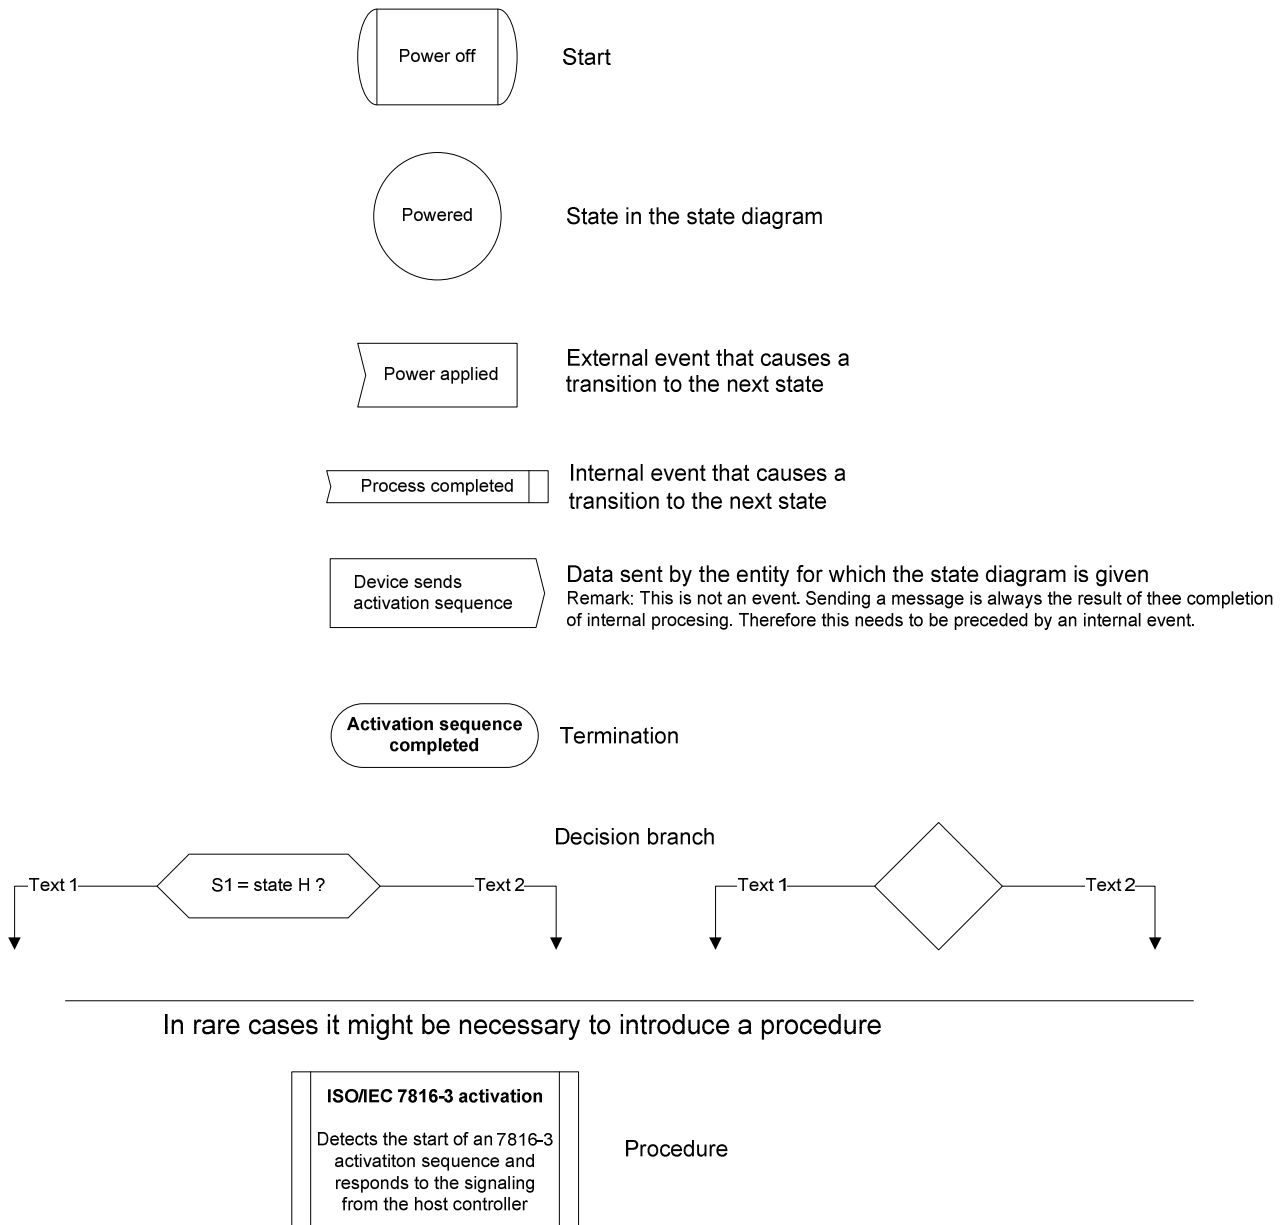 Power off
Start
Powered
State in the state diagram
Power applied
External event that causes a
transition to the next state
Process completed
Internal event that causes a
transition to the next state
Device sends
activation sequence
Data sent by the entity for which the state diagram is given
Remark: This is not an event. Sending a message is always the result of thee completion
of internal procesing. Therefore this needs to be preceded by an internal event.
Activation sequence
completed
Termination
Decision branch
Text 1
S1 = state H ?
Text 2
Text 1
Text 2
In rare cases it might be necessary to introduce a procedure
ISO/IEC 7816-3 activation
Detects the start of an 7816-3
activatiton sequence and
responds to the signaling
from the host controller
Procedure